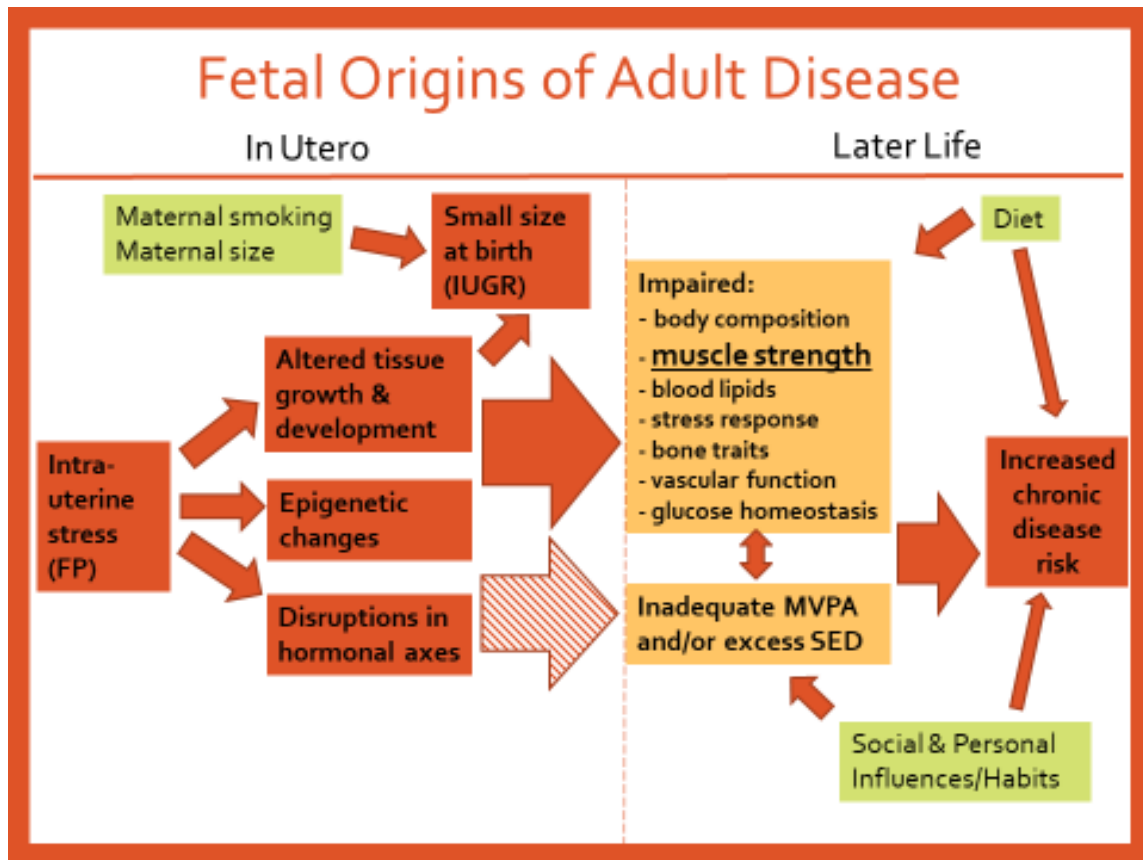 Fetal Origins of Adult Disease
In Utero
Later Life
Maternal smoking
Maternal size
Small size
at birth
(IUGR)
Altered tissue
growth &
development
Intra-
uterine
stress
(FP)
Epigenetic
changes
Disruptions in
hormonal axes
Diet
Impaired:
- body composition
- muscle strength
- blood lipids
- stress response
- bone traits
- vascular function
- glucose homeostasis
Inadequate MVPA
and/or excess SED
Increased
chronic
disease
risk
Social & Personal
Influences/Habits